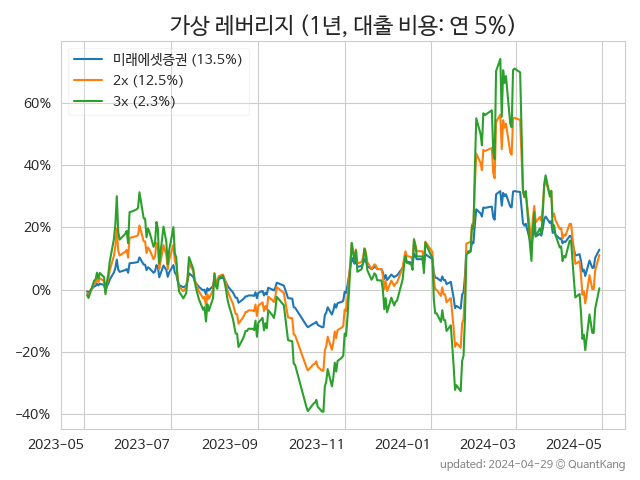 가상 레버리지 (1년, 대출 비용: 연 5%)
미래에셋증권 (13.5%)
2x (12.5%)
3x (2.3%)
60%
40%
20%
0%
−20%
−40%
2023-05 2023-07 2023-09 2023-11 2024-01 2024-03 2024-05
updated: 2024-04-29 © QuantKang